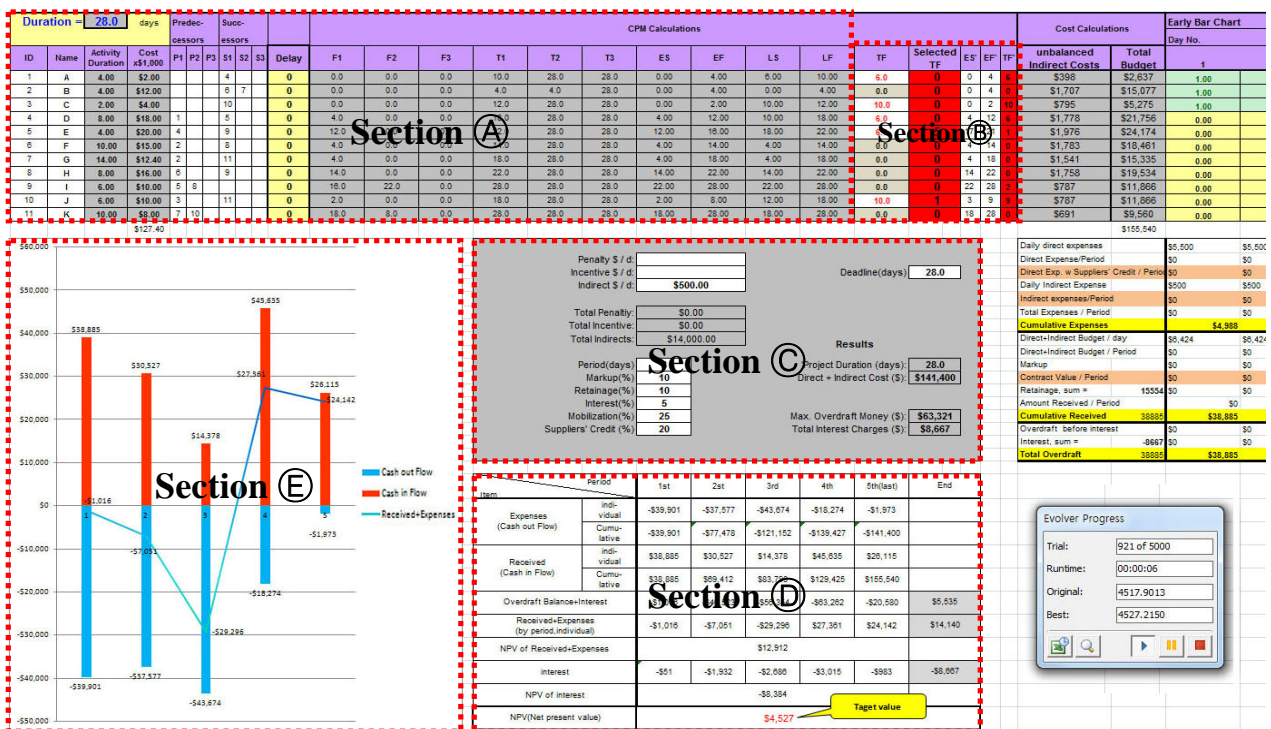 Duration = 28.0 days Predec- Succ- CPM Calculations Cost Calculations Early Bar Chart
essors essors Day No.
ID Name Activity Duration Cost x$1,000 P1 P2 P3 S1 S2 S3 Delay F1 F2 F3 T1 T2 T3 ES EF LS LF TF Selected TF ES' EF' TF' unbalanced Indirect Costs Total Budget 1
1 A 4.00 $2.00 4 0 0.0 0.0 0.0 10.0 28.0 28.0 0.00 4.00 6.00 10.00 6.0 0 0 4 6 $398 $2,637 1.00
2 B 4.00 $12.00 6 7 0 0.0 0.0 0.0 4.0 4.0 28.0 0.00 4.00 0.00 4.00 0.0 0 0 4 0 $1,707 $15,077 1.00
3 C 2.00 $4.00 10 0 0.0 0.0 0.0 12.0 28.0 28.0 0.00 2.00 10.00 12.00 10.0 0 0 2 10 $795 $5,275 1.00
4 D 8.00 $18.00 1 5 0 4.0 0.0 28.0 28.0 4.00 12.00 10.00 18.00 4 12 6 $1,778 $21,756 0.00
5 E 4.00 $20.00 4 9 0 12.0 28.0 28.0 12.00 16.00 18.00 22.00 1 $1,976 $24,174 0.00
6 F 10.00 $15.00 2 8 0 4.0 0.0 28.0 28.0 4.00 14.00 4.00 14.00 0.0 14 0 $1,783 $18,461 0.00
7 G 14.00 $12.40 2 11 0 4.0 0.0 0.0 18.0 28.0 28.0 4.00 18.00 4.00 18.00 0.0 0 4 18 0 $1,541 $15,335 0.00
8 H 8.00 $16.00 6 9 0 14.0 0.0 0.0 22.0 28.0 28.0 14.00 22.00 14.00 22.00 0.0 0 14 22 0 $1,758 $19,534 0.00
9 I 6.00 $10.00 5 8 0 16.0 22.0 0.0 28.0 28.0 28.0 22.00 28.00 22.00 28.00 0.0 0 22 28 $787 $11,866 0.00
10 J 6.00 $10.00 3 11 0 2.0 0.0 0.0 18.0 28.0 28.0 2.00 8.00 12.00 18.00 10.0 1 3 9 9 $787 $11,866 0.00
11 K 10.00 $8.00 7 10 0 18.0 8.0 0.0 28.0 28.0 28.0 18.00 28.00 18.00 28.00 0.0 0 18 28 0 $691 $9,560 0.00
$127.40 $155,540
Section Ⓐ
Section Ⓑ
$60,000
$50,000
$40,000
$30,000
$20,000
$10,000
$0
-$10,000
-$20,000
-$30,000
-$40,000
-$50,000
$38,885
$30,527
$14,378
$45,635
$26,115
$27,361
$24,142
-$1,016
-$7,051
-$29,296
-$39,901
-$37,577
-$43,674
-$18,274
-$1,973
1 2 3 4 5
Cash out Flow
Cash in Flow
Received+Expenses
Section Ⓔ
Penalty $ / d:
Incentive $ / d: Deadline(days) 28.0
Indirect $ / d: $500.00
Total Penaltiy: $0.00
Total Incentive: $0.00
Total Indirects: $14,000.00
Results
Period(days) Project Duration (days): 28.0
Markup(%) 10 Direct + Indirect Cost ($): $141,400
Retainage(%) 10
Interest(%) 5
Mobilization(%) 25 Max. Overdraft Money ($): $63,321
Suppliers' Credit (%) 20 Total Interest Charges ($): $8,667
Section Ⓒ
Item Period 1st 2st 3rd 4th 5th(last) End
Expenses (Cash out Flow) indi-vidual -$39,901 -$37,577 -$43,674 -$18,274 -$1,973
Cumu-lative -$39,901 -$77,478 -$121,152 -$139,427 -$141,400
Received (Cash in Flow) indi-vidual $38,885 $30,527 $14,378 $45,635 $26,115
Cumu-lative $38,885 $69,412 $129,425 $155,540
Overdraft Balance+Interest -$63,262 -$20,580 $5,535
Received+Expenses (by period,individual) -$1,016 -$7,051 -$29,296 $27,361 $24,142 $14,140
NPV of Received+Expenses $12,912
interest -$51 -$1,932 -$2,686 -$3,015 -$983 -$8,667
NPV of interest -$8,384
NPV(Net present value) $4,527
Taget value
Section Ⓓ
Daily direct expenses $5,500 $5,500
Direct Expense/Period $0 $0
Direct Exp. w Suppliers' Credit / Period $0 $0
Daily Indirect Expense $500 $500
Indirect expenses/Period $0 $0
Total Expenses / Period $0 $0
Cumulative Expenses $4,988
Direct+Indirect Budget / day $6,424 $6,424
Direct+Indirect Budget / Period $0 $0
Markup $0 $0
Contract Value / Period $0 $0
Retainage, sum = 15554 $0 $0
Amount Received / Period $0
Cumulative Received 38885 $38,885
Overdraft before interest $0 $0
Interest, sum = -8667 $0 $0
Total Overdraft 38885 $38,885
Evolver Progress
Trial: 921 of 5000
Runtime: 00:00:06
Original: 4517.9013
Best: 4527.2150